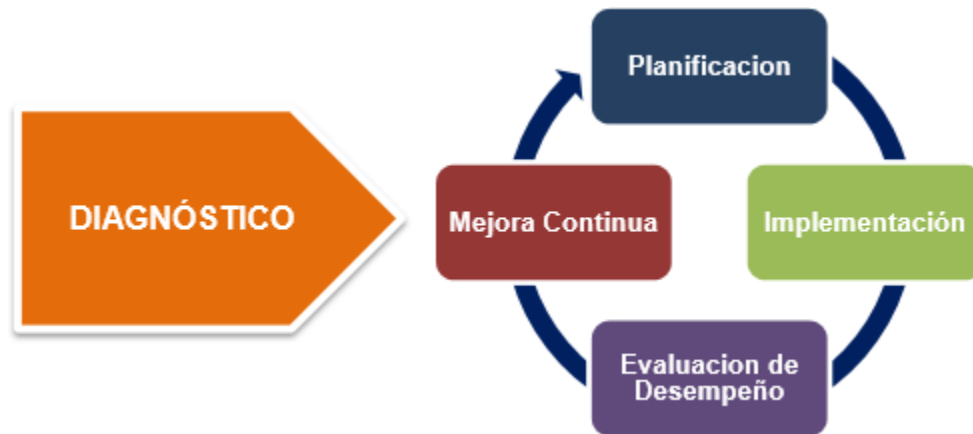 DIAGNÓSTICO
Planificacion
Implementación
Evaluacion de
Desempeño
Mejora Continua